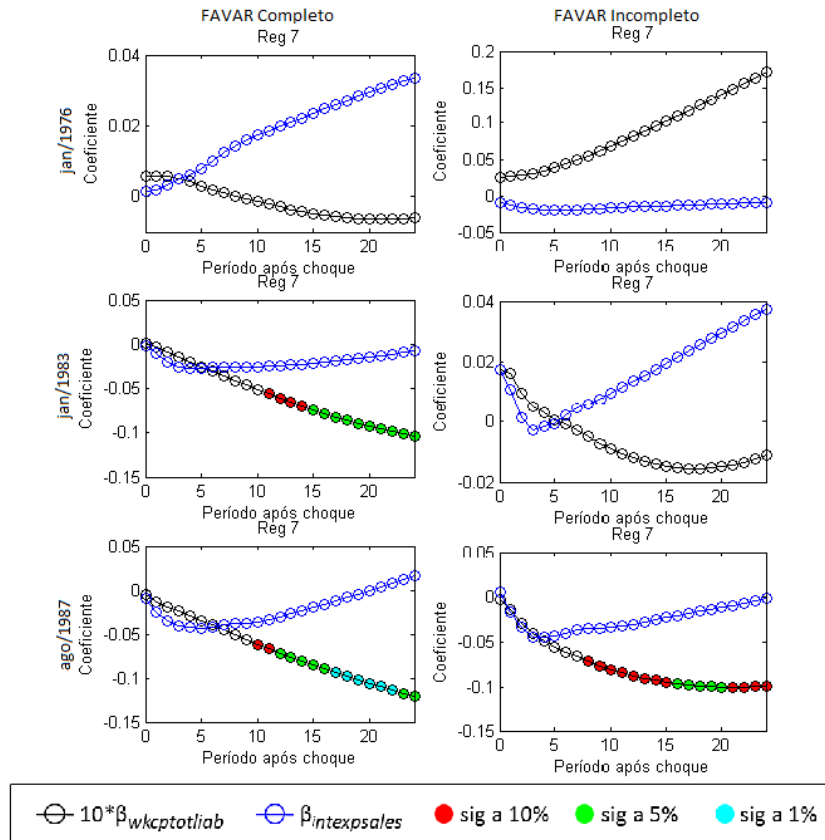 FAVAR Completo
FAVAR Incompleto
Reg 7
Reg 7
jan/1976
Coeficiente
0.04
0.02
0
0 5 10 15 20
Período após choque
Coeficiente
0.2
0.15
0.1
0.05
0
-0.05
0 5 10 15 20
Período após choque
Reg 7
Reg 7
jan/1983
Coeficiente
0.05
0
-0.05
-0.1
-0.15
0 5 10 15 20
Período após choque
Coeficiente
0.04
0.02
0
-0.02
0 5 10 15 20
Período após choque
Reg 7
Reg 7
ago/1987
Coeficiente
0.05
0
-0.05
-0.1
-0.15
0 5 10 15 20
Período após choque
Coeficiente
0.05
0
-0.05
-0.1
-0.15
0 5 10 15 20
Período após choque
10*βwkcptotliab βintexpsales sig a 10% sig a 5% sig a 1%